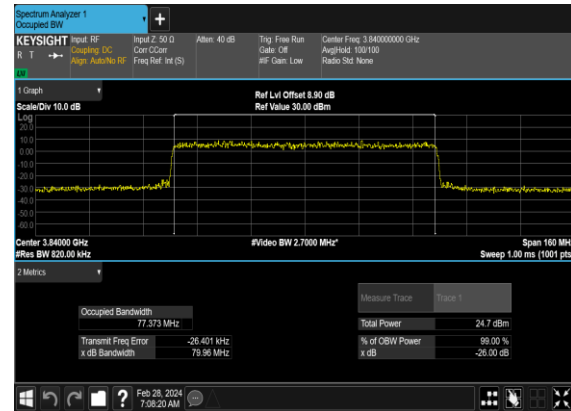 Spectrum Analyzer 1
Occupied BW
+
KEYSIGHT Input: RF Input Z: 50 Ω Atten: 40 dB Trig: Free Run Center Freq: 3.840000000 GHz
R T Coupling: DC Corr CCorr Gate: Off Avg|Hold: 100/100
Align: Auto/No RF Freq Ref: Int (S) #IF Gain: Low Radio Std: None
LXI
1 Graph Ref Lvl Offset 8.90 dB
Scale/Div 10.0 dB Ref Value 30.00 dBm
Log
20.0
10.0
0.00
-10.0
-20.0
-30.0
-40.0
-50.0
-60.0
Center 3.84000 GHz #Video BW 2.7000 MHz* Span 160 MHz
#Res BW 820.00 kHz Sweep 1.00 ms (1001 pts)
2 Metrics
Measure Trace Trace 1
Occupied Bandwidth
77.373 MHz Total Power 24.7 dBm
Transmit Freq Error -26.401 kHz % of OBW Power 99.00 %
x dB Bandwidth 79.96 MHz x dB -26.00 dB
? Feb 28, 2024
7:08:20 AM